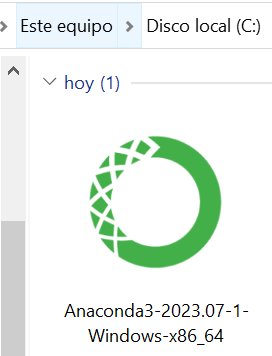 Este equipo > Disco local (C:)
hoy (1)
Anaconda3-2023.07-1-
Windows-x86_64